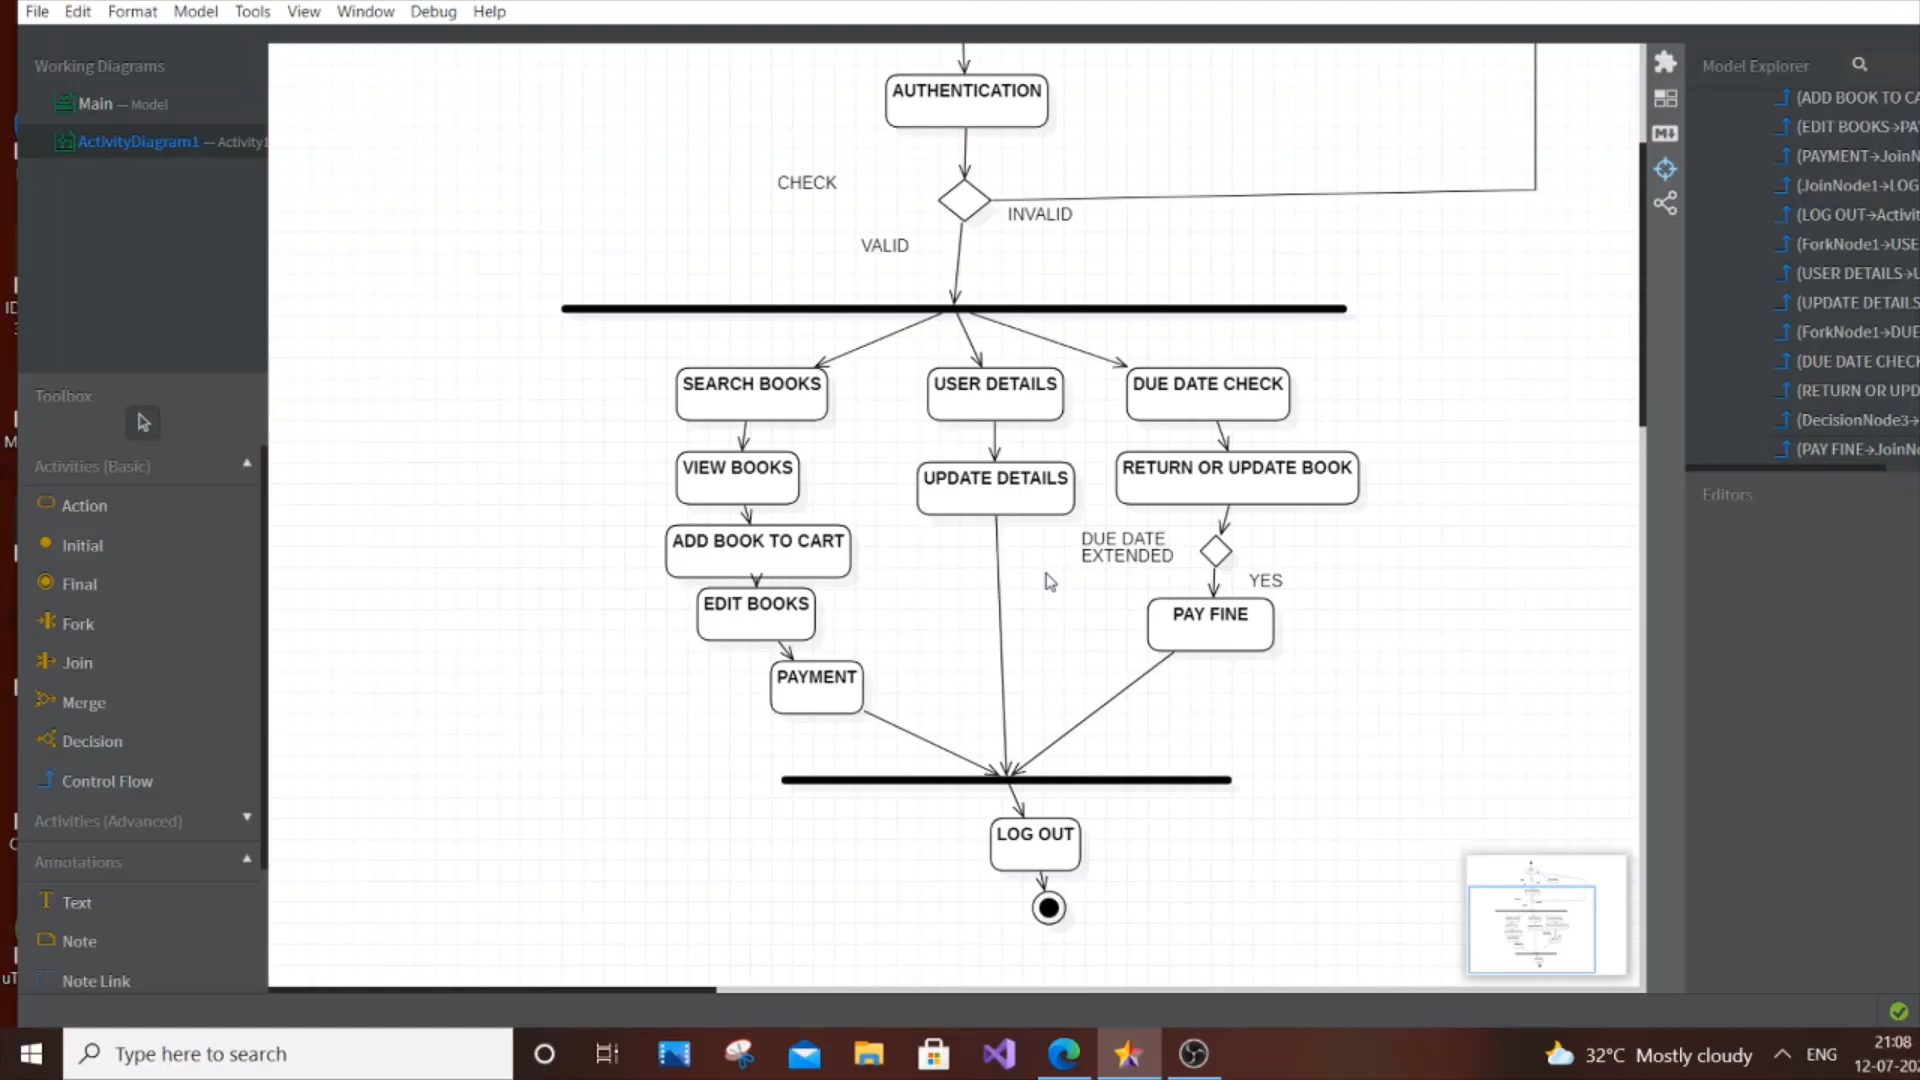 File Edit Format Model Tools View Window Debug Help
Working Diagrams
Main — Model
ActivityDiagram1 — Activity1
Toolbox
Activities (Basic)
Action
Initial
Final
Fork
Join
Merge
Decision
Control Flow
Activities (Advanced)
Annotations
Text
Note
Note Link
AUTHENTICATION
CHECK
INVALID
VALID
SEARCH BOOKS
USER DETAILS
DUE DATE CHECK
VIEW BOOKS
UPDATE DETAILS
RETURN OR UPDATE BOOK
ADD BOOK TO CART
DUE DATE
EXTENDED
YES
EDIT BOOKS
PAY FINE
PAYMENT
LOG OUT
Model Explorer
(ADD BOOK TO CA
(EDIT BOOKS→PA
(PAYMENT→JoinN
(JoinNode1→LOG
(LOG OUT→Activit
(ForkNode1→USE
(USER DETAILS→U
(UPDATE DETAILS
(ForkNode1→DUE
(DUE DATE CHECK
(RETURN OR UPD
(DecisionNode3→
(PAY FINE→JoinNo
Editors
Type here to search
32°C Mostly cloudy
ENG
21:08
12-07-202